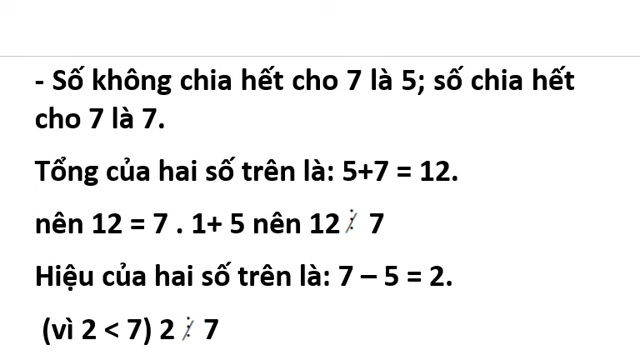 - Số không chia hết cho 7 là 5; số chia hết
cho 7 là 7.
Tổng của hai số trên là: 5+7 = 12.
nên 12 = 7 . 1+ 5 nên 12 ⋮̸ 7
Hiệu của hai số trên là: 7 – 5 = 2.
(vì 2 < 7) 2 ⋮̸ 7